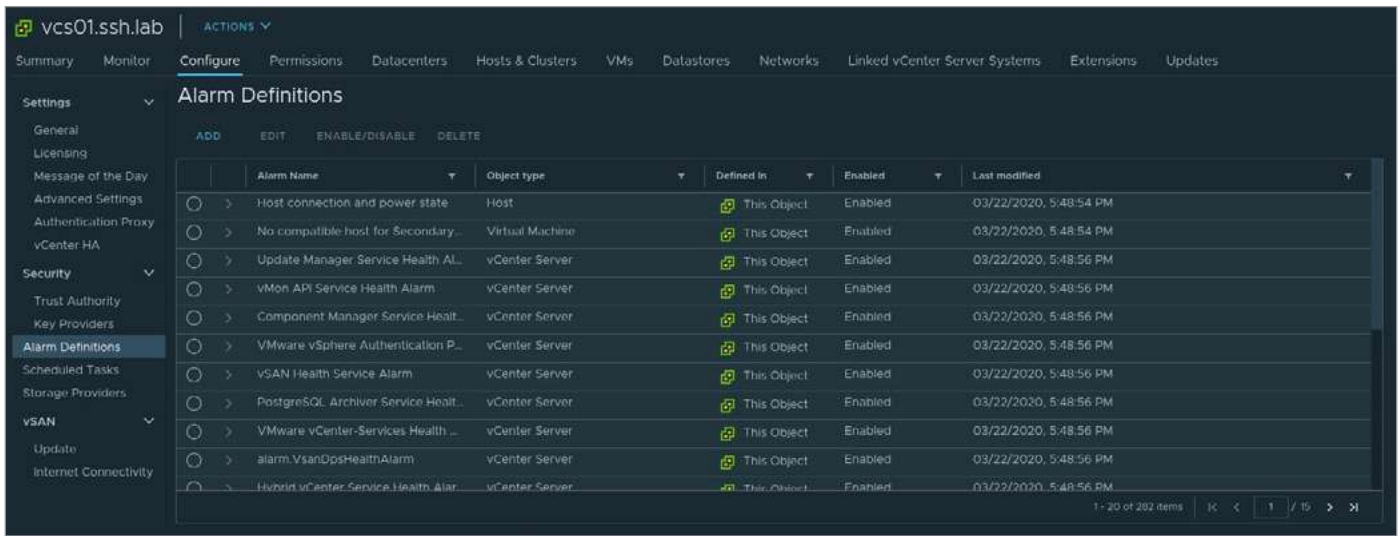 vcs01.ssh.lab ACTIONS
Summary Monitor Configure Permissions Datacenters Hosts & Clusters VMs Datastores Networks Linked vCenter Server Systems Extensions Updates
Settings
General
Licensing
Message of the Day
Advanced Settings
Authentication Proxy
vCenter HA
Security
Trust Authority
Key Providers
Alarm Definitions
Scheduled Tasks
Storage Providers
vSAN
Update
Internet Connectivity
Alarm Definitions
ADD EDIT ENABLE/DISABLE DELETE
Alarm Name Object type Defined In Enabled Last modified
Host connection and power state Host This Object Enabled 03/22/2020, 5:48:54 PM
No compatible host for Secondary... Virtual Machine This Object Enabled 03/22/2020, 5:48:54 PM
Update Manager Service Health Al... vCenter Server This Object Enabled 03/22/2020, 5:48:56 PM
vMon API Service Health Alarm vCenter Server This Object Enabled 03/22/2020, 5:48:56 PM
Component Manager Service Healt... vCenter Server This Object Enabled 03/22/2020, 5:48:56 PM
VMware vSphere Authentication P... vCenter Server This Object Enabled 03/22/2020, 5:48:56 PM
vSAN Health Service Alarm vCenter Server This Object Enabled 03/22/2020, 5:48:56 PM
PostgreSQL Archiver Service Healt... vCenter Server This Object Enabled 03/22/2020, 5:48:56 PM
VMware vCenter-Services Health ... vCenter Server This Object Enabled 03/22/2020, 5:48:56 PM
alarm.VsanDpsHealthAlarm vCenter Server This Object Enabled 03/22/2020, 5:48:56 PM
Hybrid vCenter Service Health Alar... vCenter Server This Object Enabled 03/22/2020, 5:48:56 PM
1 - 20 of 282 items 1 / 15